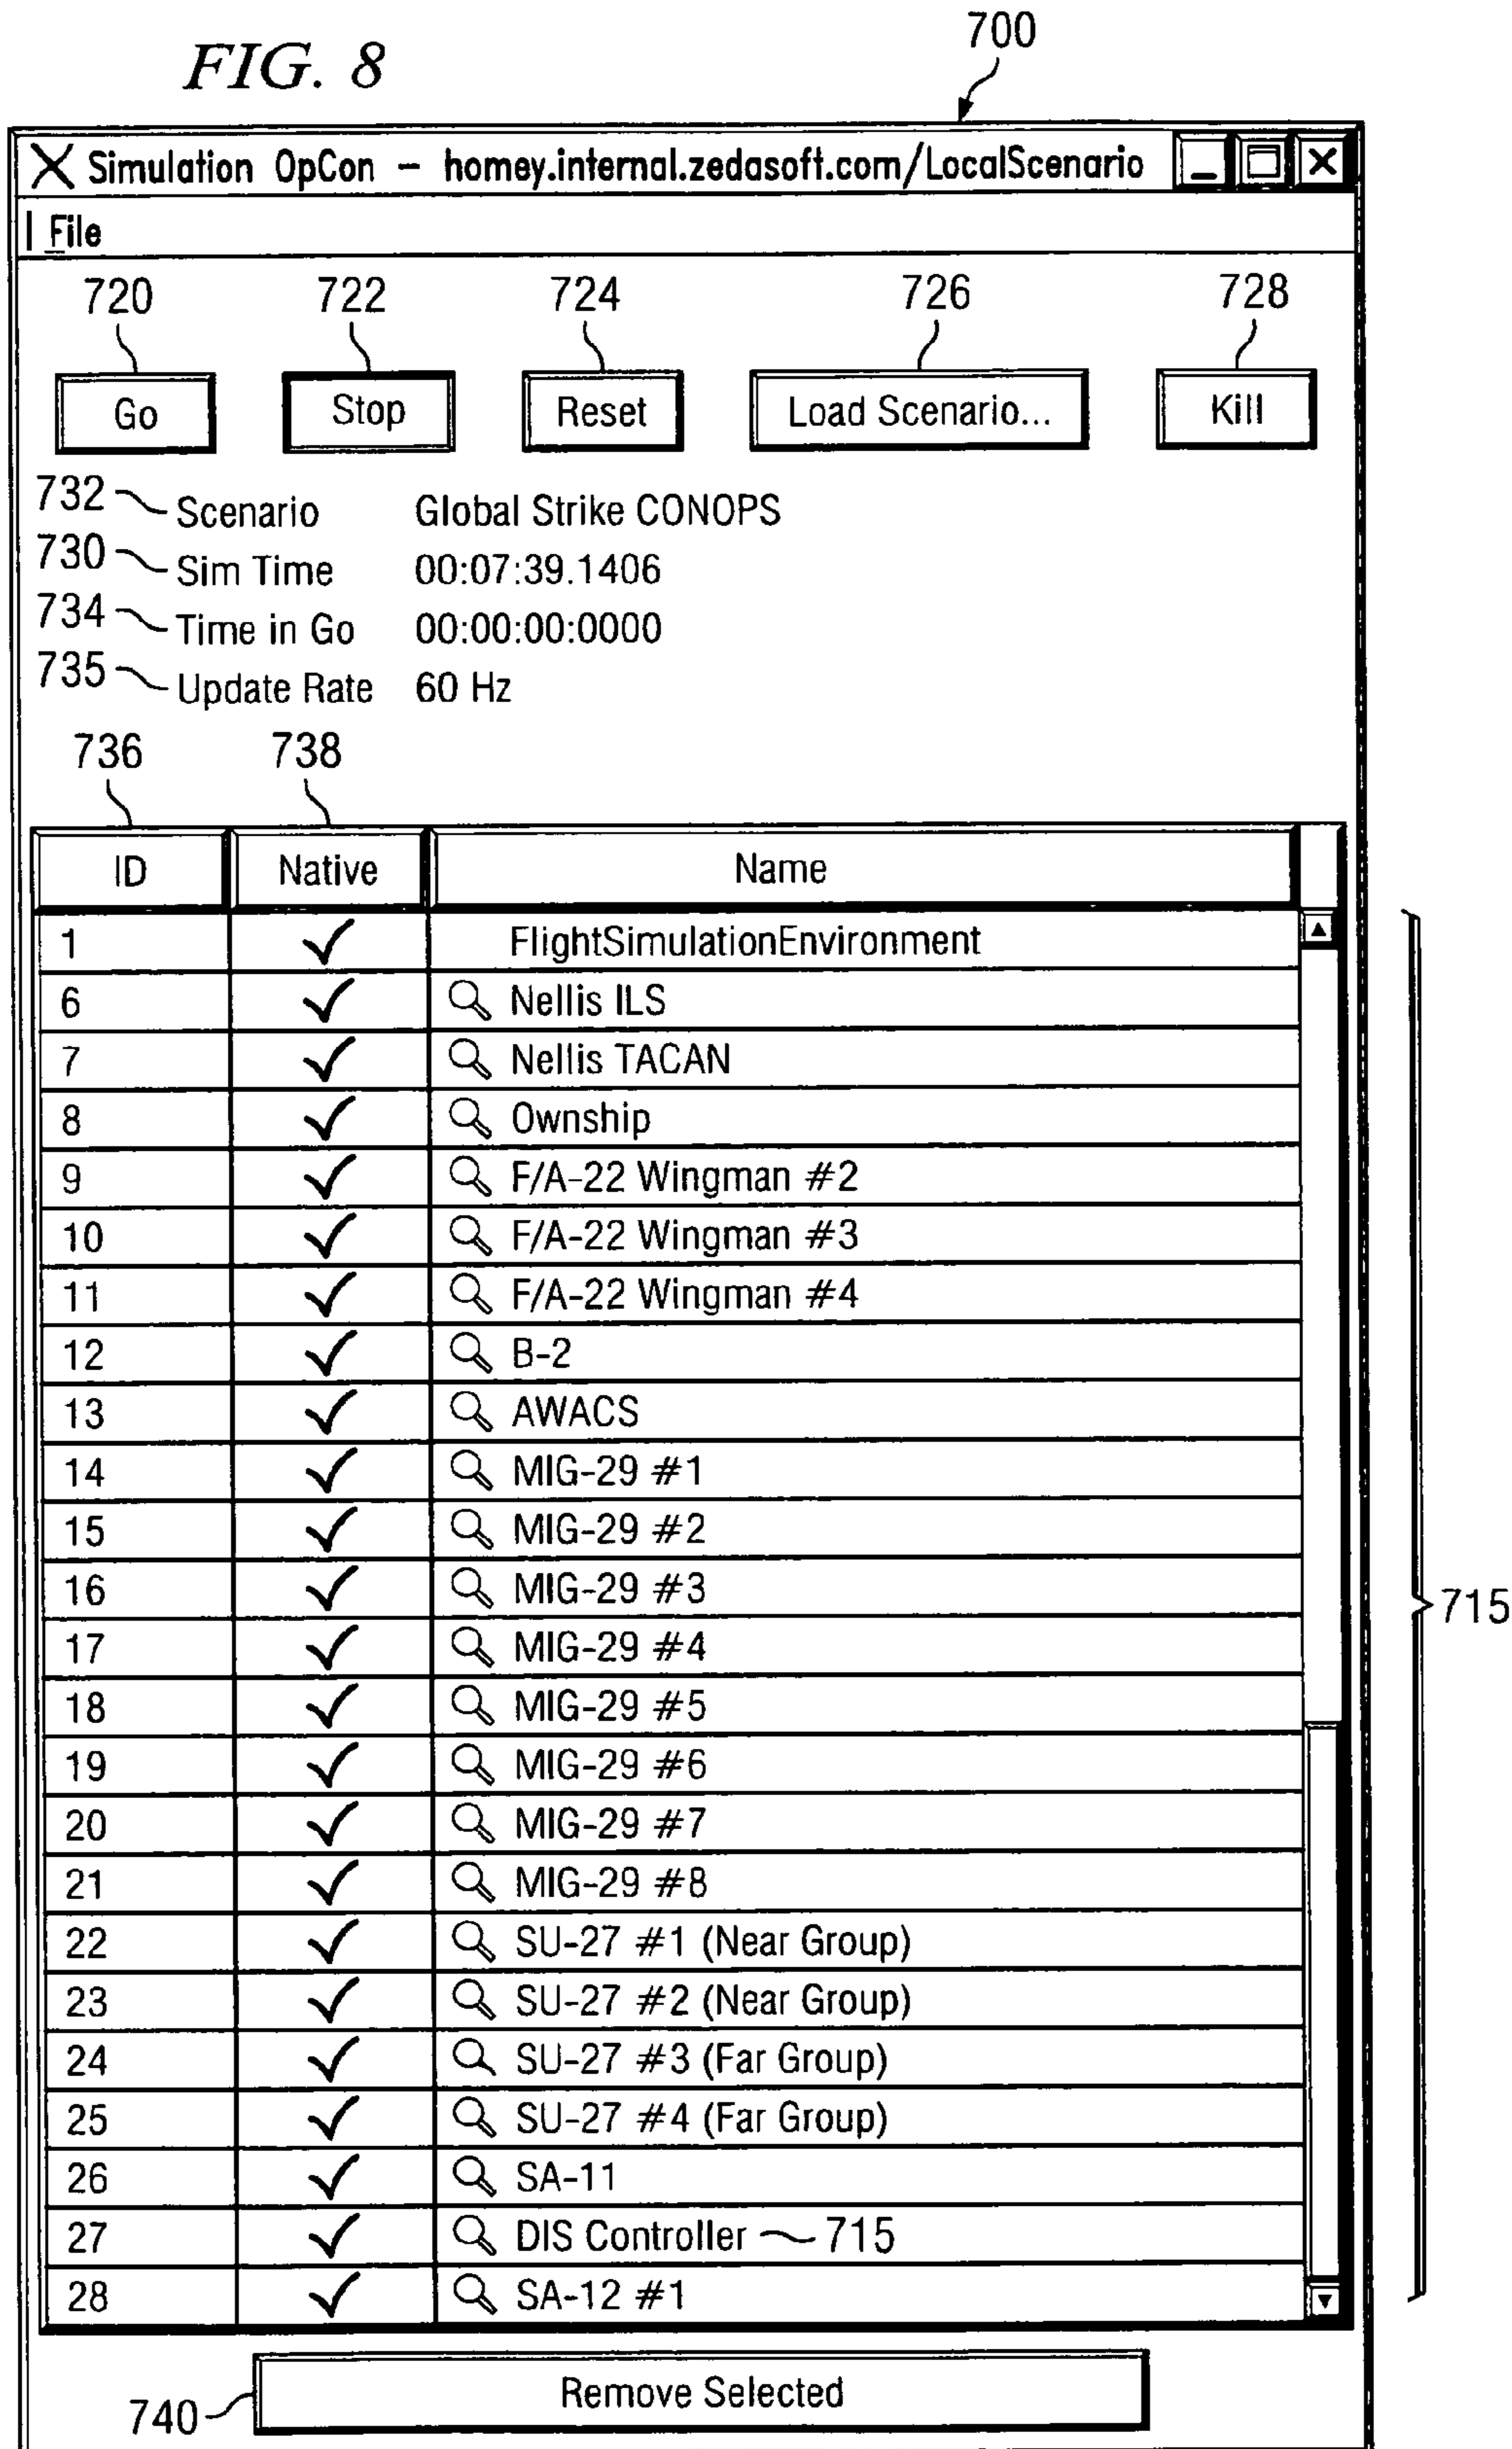 FIG. 8
700
Simulation OpCon - homey.internal.zedasoft.com/LocalScenario
File
720 722 724 726 728
Go Stop Reset Load Scenario... Kill
732 Scenario Global Strike CONOPS
730 Sim Time 00:07:39.1406
734 Time in Go 00:00:00:0000
735 Update Rate 60 Hz
736 738
ID Native Name
1 FlightSimulationEnvironment
6 Nellis ILS
7 Nellis TACAN
8 Ownship
9 F/A-22 Wingman #2
10 F/A-22 Wingman #3
11 F/A-22 Wingman #4
12 B-2
13 AWACS
14 MIG-29 #1
15 MIG-29 #2
16 MIG-29 #3
715
17 MIG-29 #4
18 MIG-29 #5
19 MIG-29 #6
20 MIG-29 #7
21 MIG-29 #8
22 SU-27 #1 (Near Group)
23 SU-27 #2 (Near Group)
24 SU-27 #3 (Far Group)
25 SU-27 #4 (Far Group)
26 SA-11
27 DIS Controller 715
28 SA-12 #1
740 Remove Selected